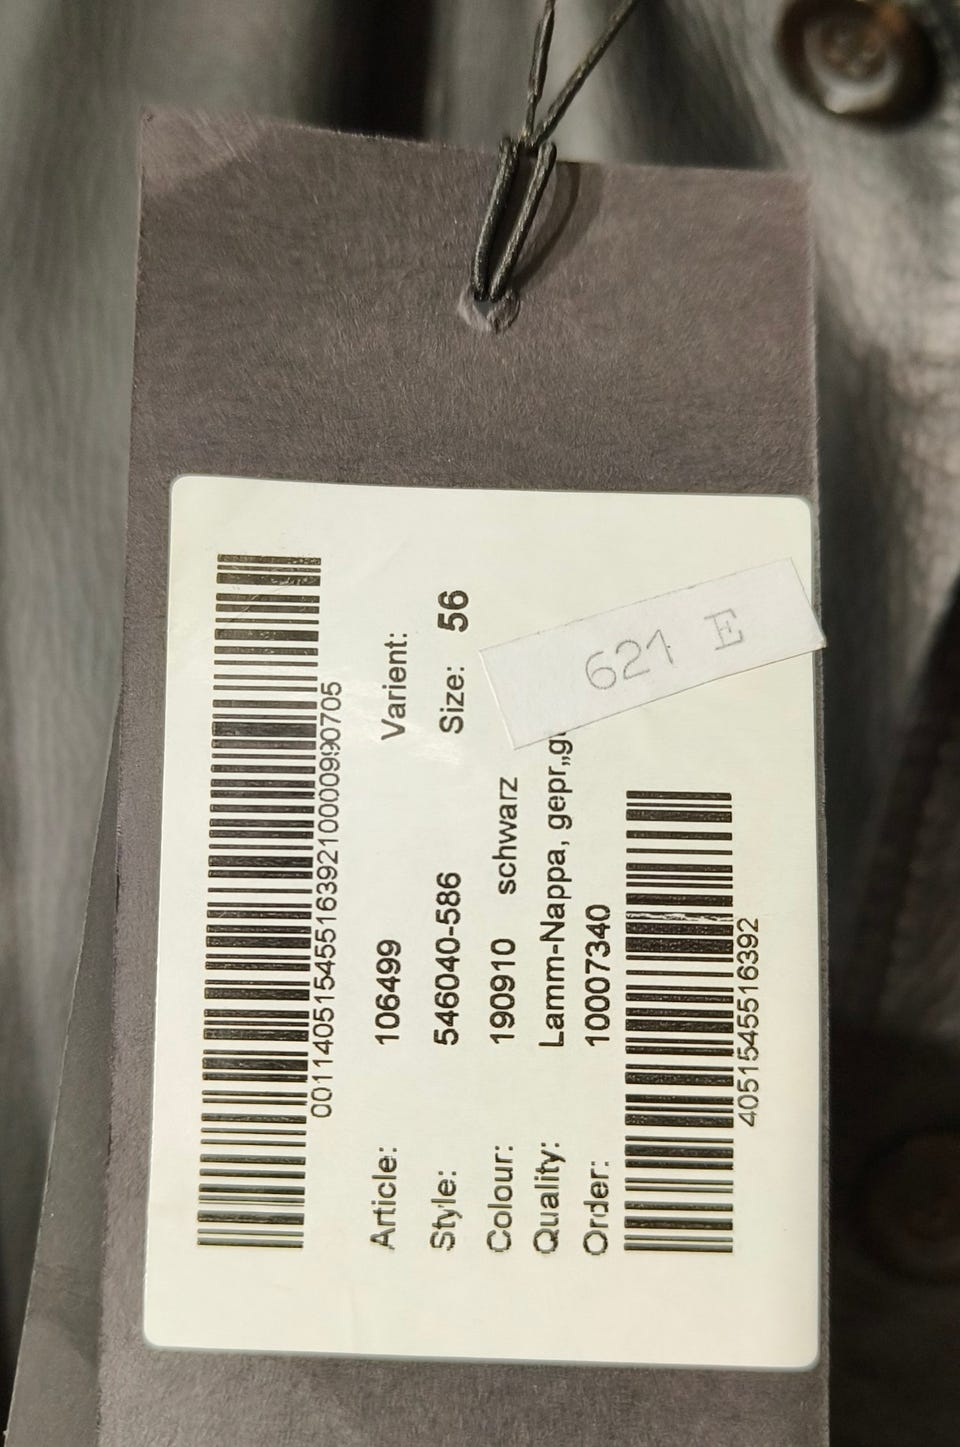 0011405154551639210000990705
Article: 106499 Varient:
Style: 546040-586 Size: 56
Colour: 190910 schwarz
Quality: Lamm-Nappa, gepr.
Order: 10007340
4051545516392
621 E